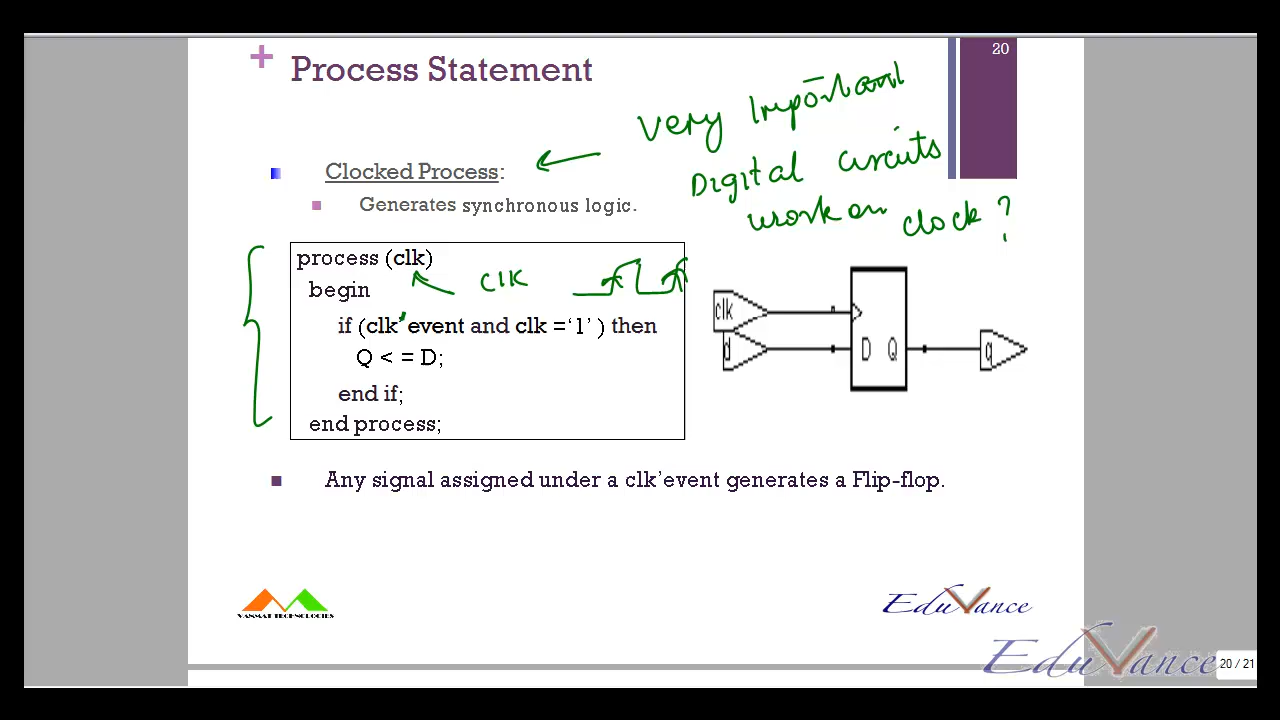 20
+ Process Statement
Very Important
Digital circuits
work on clock ?
Clocked Process:
Generates synchronous logic.
process (clk)
begin
CLK
if (clk’event and clk =‘1’ ) then
Q < = D;
end if;
end process;
clk
d
D Q
q
Any signal assigned under a clk’event generates a Flip-flop.
VANMAT TECHNOLOGIES
EduVance
EduVance
20 / 21